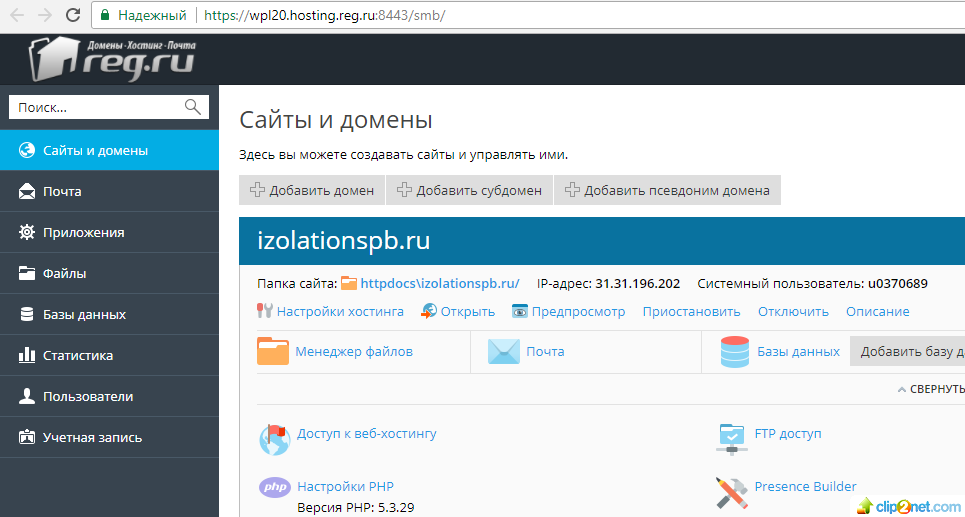 Надежный https://wpl20.hosting.reg.ru:8443/smb/
Домены · Хостинг · Почта
reg.ru
Поиск...
Сайты и домены
Почта
Приложения
Файлы
Базы данных
Статистика
Пользователи
Учетная запись
Сайты и домены
Здесь вы можете создавать сайты и управлять ими.
Добавить домен Добавить субдомен Добавить псевдоним домена
izolationspb.ru
Папка сайта: httpdocs\izolationspb.ru/ IP-адрес: 31.31.196.202 Системный пользователь: u0370689
Настройки хостинга Открыть Предпросмотр Приостановить Отключить Описание
Менеджер файлов Почта Базы данных Добавить базу д
СВЕРНУТЬ
Доступ к веб-хостингу FTP доступ
php Настройки PHP Presence Builder
Версия PHP: 5.3.29
clip2net.com